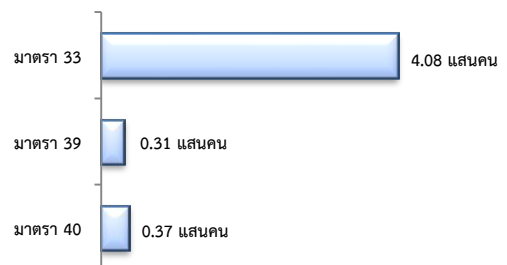 มาตรา 33 4.08 แสนคน
มาตรา 39 0.31 แสนคน
มาตรา 40 0.37 แสนคน